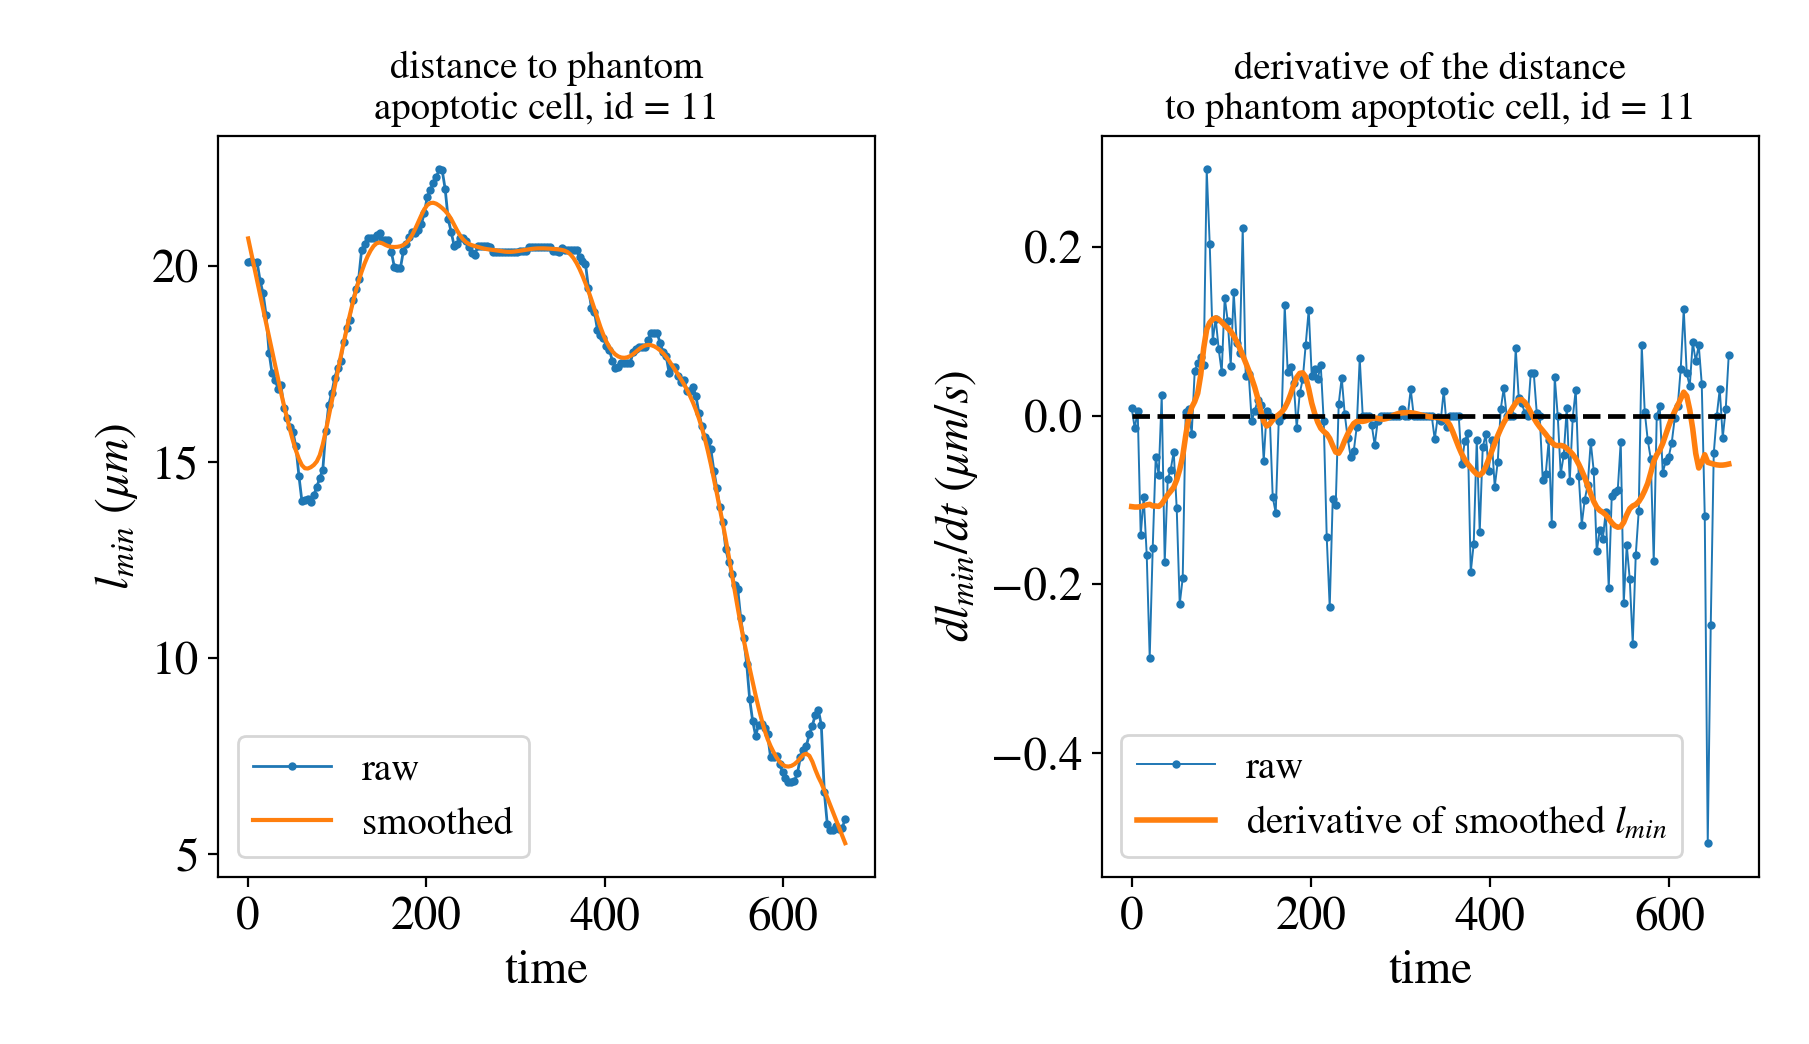 distance to phantom
apoptotic cell, id = 11
20
15
10
5
l_min (μm)
raw
smoothed
0 200 400 600
time
derivative of the distance
to phantom apoptotic cell, id = 11
0.2
0.0
−0.2
−0.4
dl_min/dt (μm/s)
raw
derivative of smoothed l_min
0 200 400 600
time